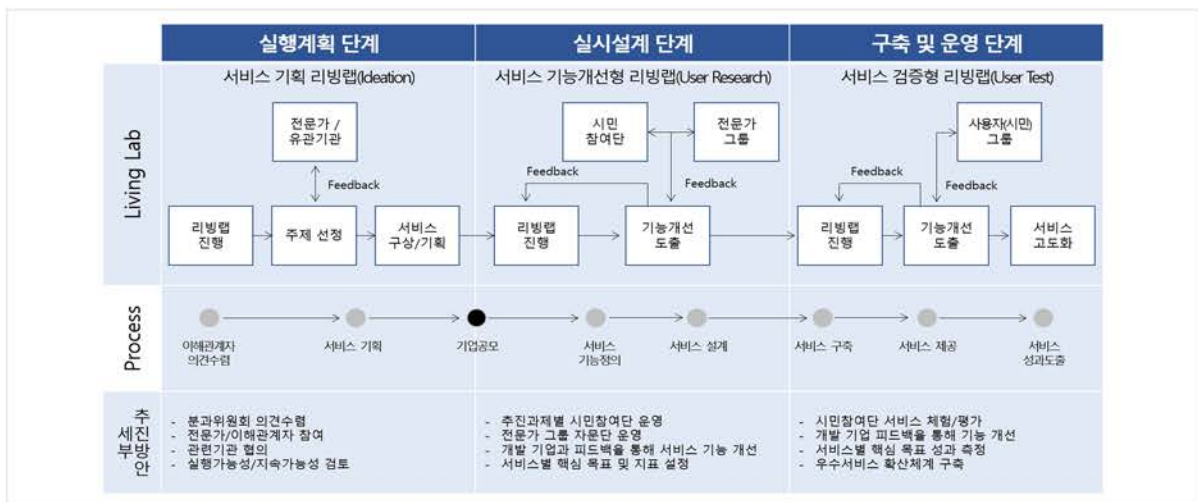 실행계획 단계
실시설계 단계
구축 및 운영 단계
Living Lab
서비스 기획 리빙랩(Ideation)
전문가 /
유관기관
Feedback
리빙랩
진행
주제 선정
서비스
구상/기획
서비스 기능개선형 리빙랩(User Research)
시민
참여단
전문가
그룹
Feedback
Feedback
리빙랩
진행
기능개선
도출
서비스 검증형 리빙랩(User Test)
사용자(시민)
그룹
Feedback
Feedback
리빙랩
진행
기능개선
도출
서비스
고도화
Process
이해관계자
의견수렴
서비스 기획
기업공모
서비스
기능정의
서비스 설계
서비스 구축
서비스 제공
서비스
성과도출
추진방안
세부
- 분과위원회 의견수렴
- 전문가/이해관계자 참여
- 관련기관 협의
- 실행가능성/지속가능성 검토
- 추진과제별 시민참여단 운영
- 전문가 그룹 자문단 운영
- 개발 기업과 피드백을 통해 서비스 기능 개선
- 서비스별 핵심 목표 및 지표 설정
- 시민참여단 서비스 체험/평가
- 개발 기업 피드백을 통해 기능 개선
- 서비스별 핵심 목표 성과 측정
- 우수서비스 확산체계 구축